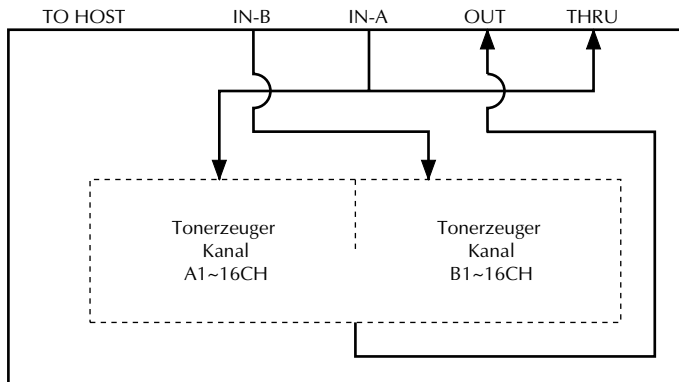 TO HOST IN-B IN-A OUT THRU
Tonerzeuger
Kanal
A1~16CH
Tonerzeuger
Kanal
B1~16CH